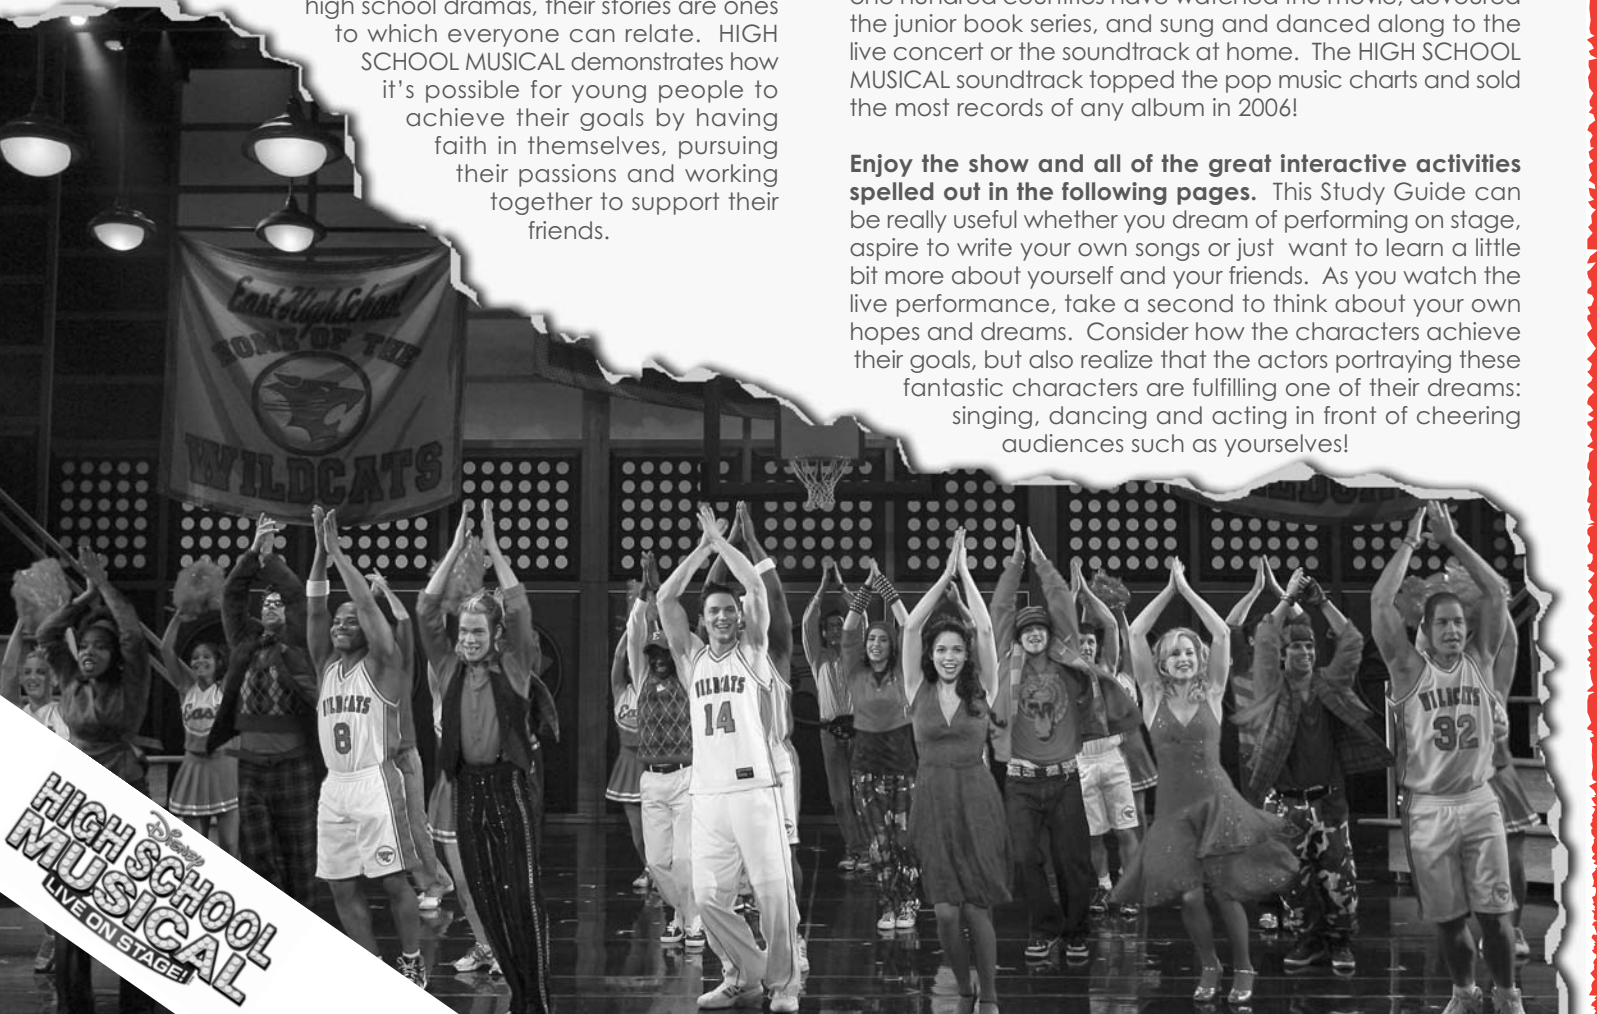 high school dramas, their stories are ones
to which everyone can relate.  HIGH
SCHOOL MUSICAL demonstrates how
it's possible for young people to
achieve their goals by having
faith in themselves, pursuing
their passions and working
together to support their
friends.
one hundred countries have watched the movie, devoured
the junior book series, and sung and danced along to the
live concert or the soundtrack at home.  The HIGH SCHOOL
MUSICAL soundtrack topped the pop music charts and sold
the most records of any album in 2006!
Enjoy the show and all of the great interactive activities
spelled out in the following pages.  This Study Guide can
be really useful whether you dream of performing on stage,
aspire to write your own songs or just  want to learn a little
bit more about yourself and your friends.  As you watch the
live performance, take a second to think about your own
hopes and dreams.  Consider how the characters achieve
their goals, but also realize that the actors portraying these
fantastic characters are fulfilling one of their dreams:
singing, dancing and acting in front of cheering
audiences such as yourselves!
East High School
HOME OF THE
WILDCATS
WILDCATS
8
WILDCATS
14
WILDCATS
32
Disney
HIGH SCHOOL
MUSICAL
LIVE ON STAGE!